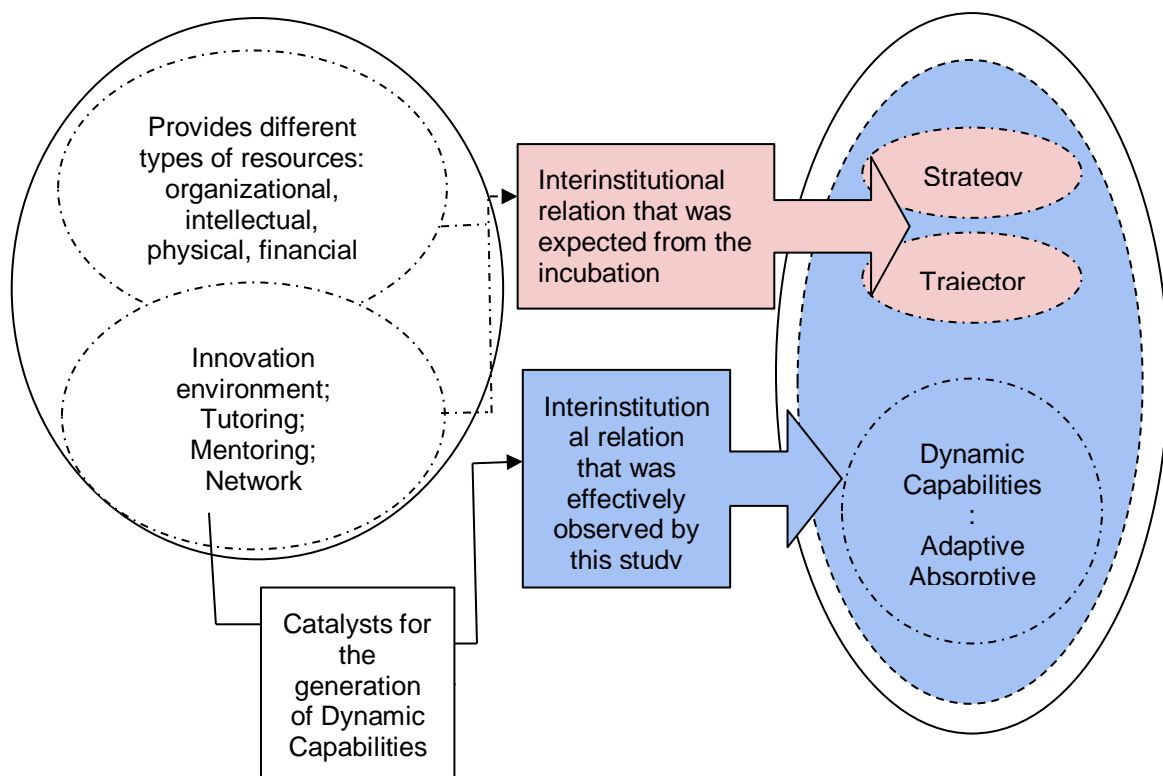 Provides different
types of resources:
organizational,
intellectual,
physical, financial
Innovation
environment;
Tutoring;
Mentoring;
Network
Catalysts for
the
generation
of Dynamic
Capabilities
Interinstitutional
relation that was
expected from the
incubation
Interinstitution
al relation
that was
effectively
observed by
this study
Strategy
Trajector
Dynamic
Capabilities
:
Adaptive
Absorptive